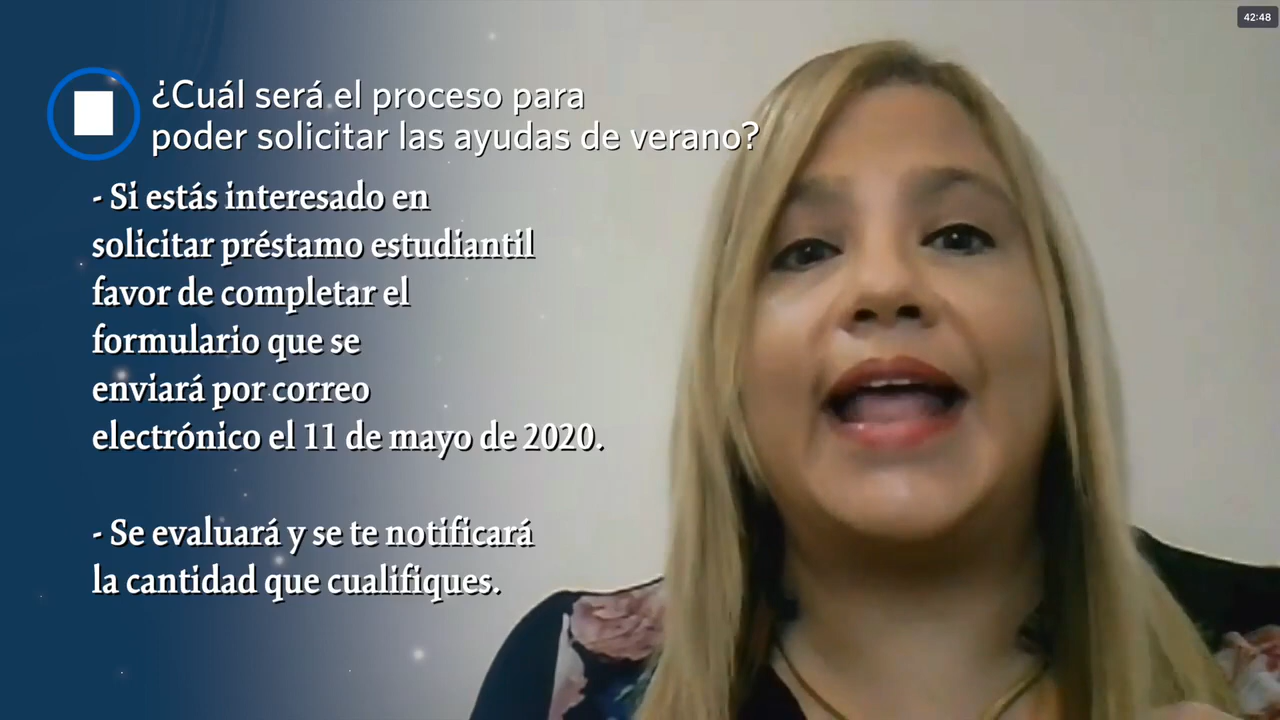 42:48
¿Cuál será el proceso para
poder solicitar las ayudas de verano?
- Si estás interesado en
solicitar préstamo estudiantil
favor de completar el
formulario que se
enviará por correo
electrónico el 11 de mayo de 2020.
- Se evaluará y se te notificará
la cantidad que cualifiques.